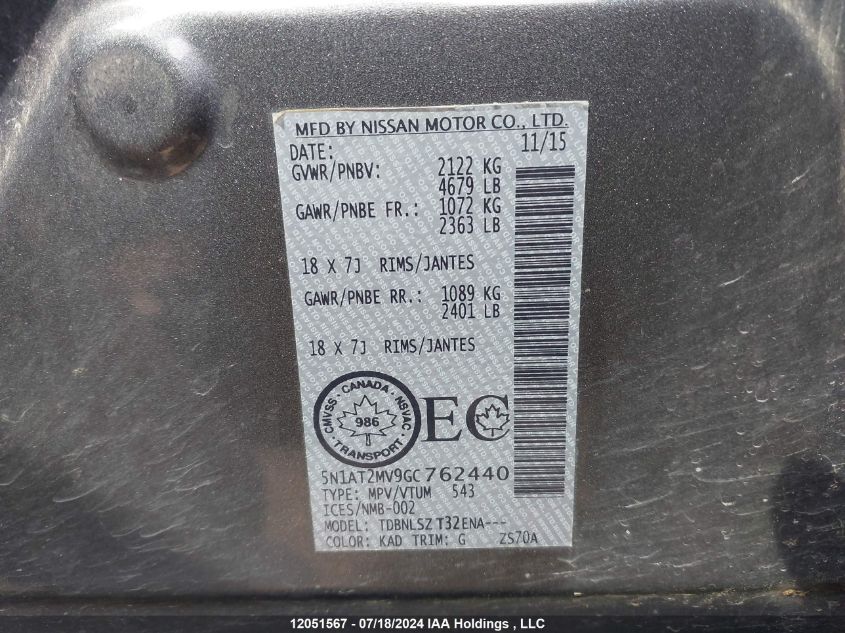 MFD BY NISSAN MOTOR CO., LTD.
DATE: 11/15
GVWR/PNBV: 2122 KG
4679 LB
GAWR/PNBE FR.: 1072 KG
2363 LB
18 X 7J RIMS/JANTES
GAWR/PNBE RR.: 1089 KG
2401 LB
18 X 7J RIMS/JANTES
CMVSS · CANADA · NSVAC
986
TRANSPORT
EC
5N1AT2MV9GC762440
TYPE: MPV/VTUM 543
ICES/NMB-002
MODEL: TDBNLSZ T32ENA---
COLOR: KAD TRIM: G ZS70A
12051567 - 07/18/2024 IAA Holdings , LLC